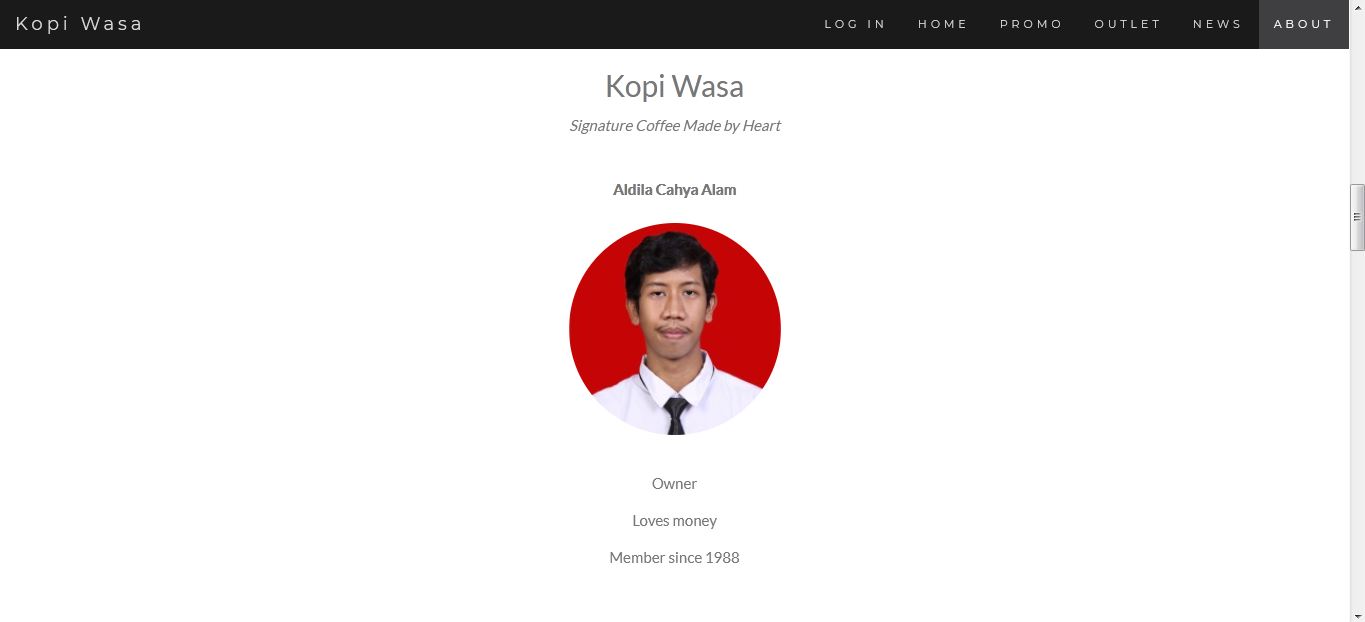 Kopi Wasa
LOG IN HOME PROMO OUTLET NEWS ABOUT
Kopi Wasa
Signature Coffee Made by Heart
Aldila Cahya Alam
Owner
Loves money
Member since 1988